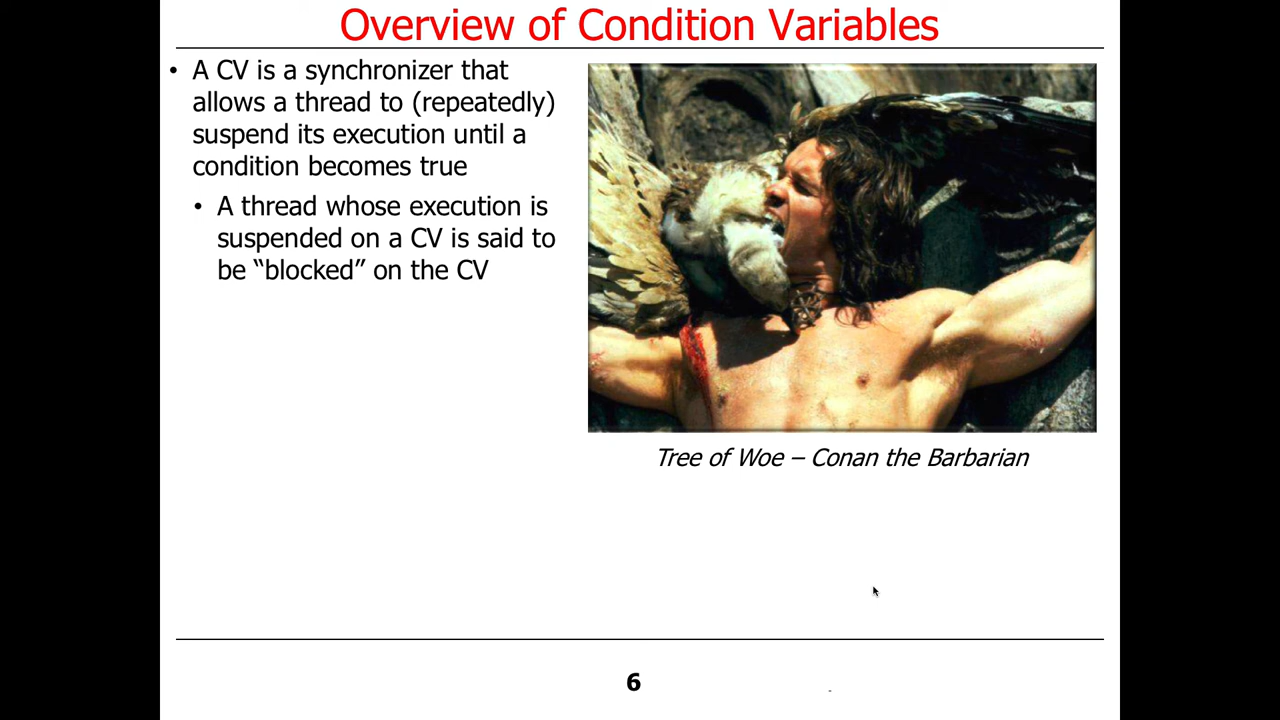 Overview of Condition Variables
• A CV is a synchronizer that
allows a thread to (repeatedly)
suspend its execution until a
condition becomes true
• A thread whose execution is
suspended on a CV is said to
be “blocked” on the CV
Tree of Woe – Conan the Barbarian
6